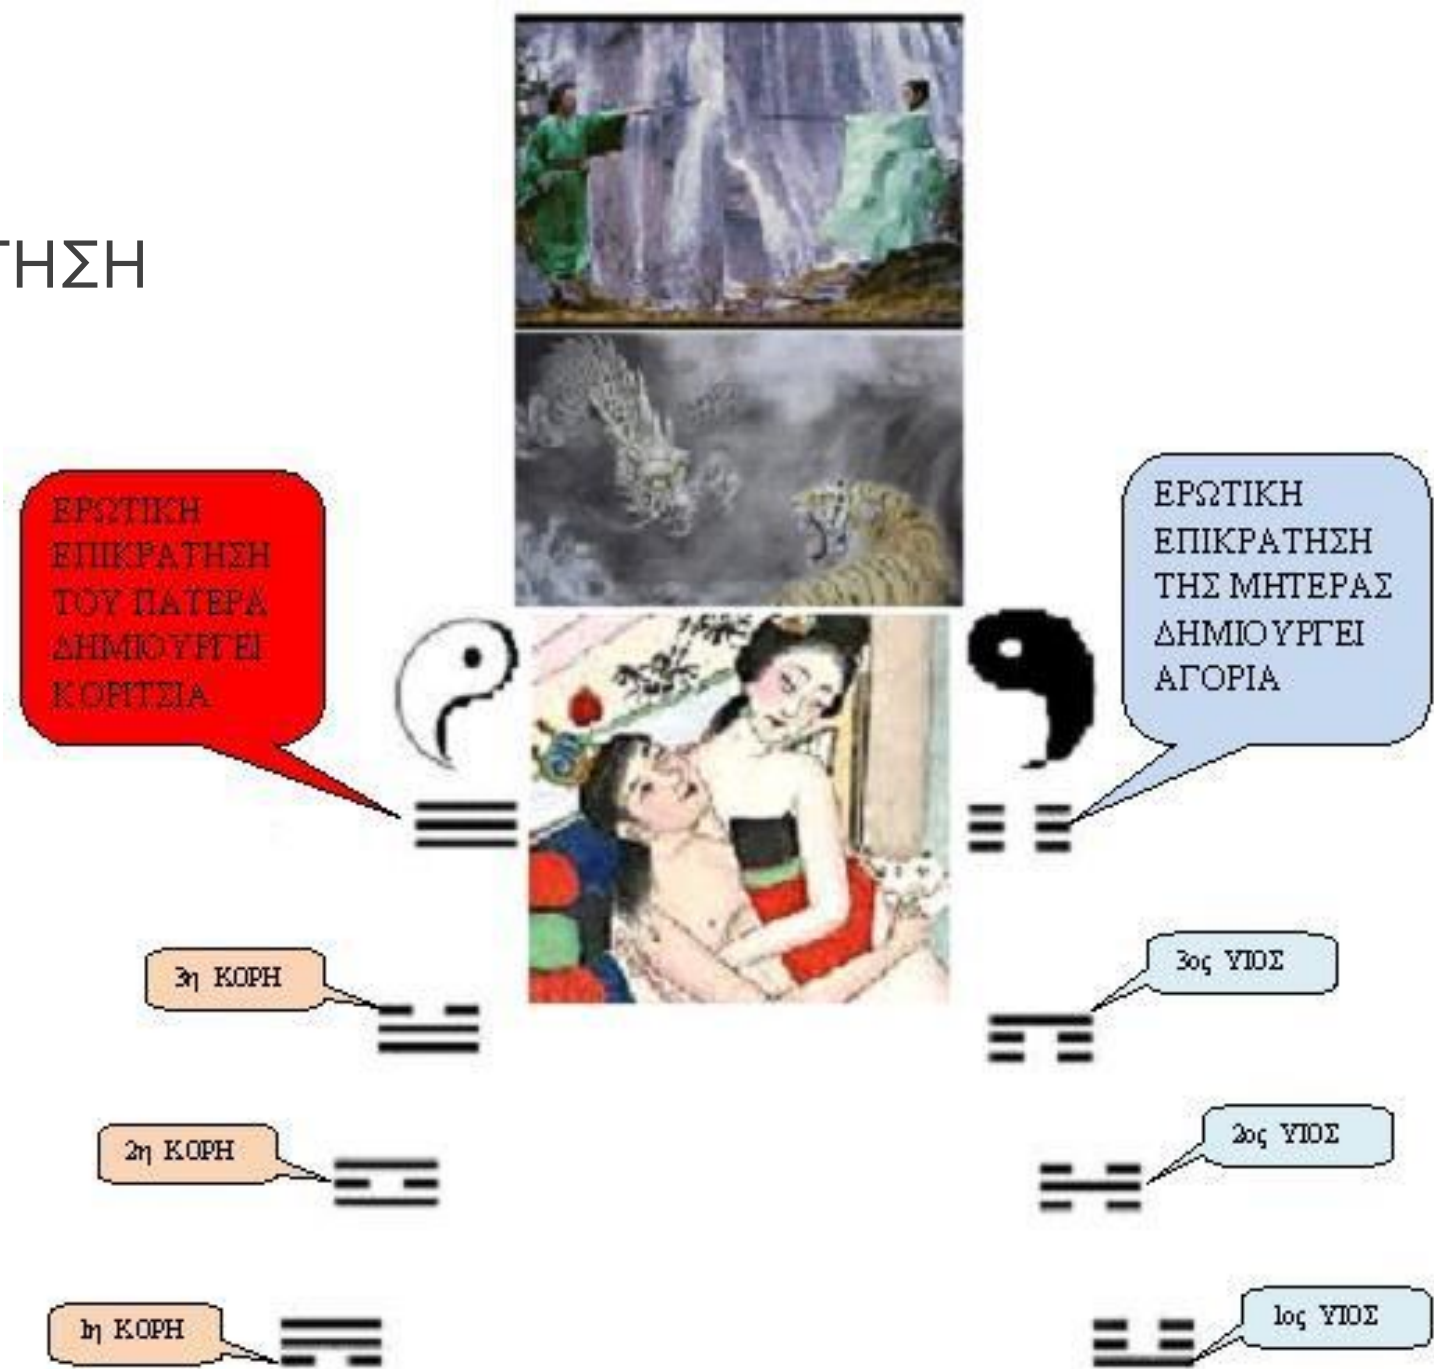 ΤΗΣΗ
ΕΡΩΤΙΚΗ
ΕΠΙΚΡΑΤΗΣΗ
ΤΟΥ ΠΑΤΕΡΑ
ΔΗΜΙΟΥΡΓΕΙ
ΚΟΡΙΤΣΙΑ
ΕΡΩΤΙΚΗ
ΕΠΙΚΡΑΤΗΣΗ
ΤΗΣ ΜΗΤΕΡΑΣ
ΔΗΜΙΟΥΡΓΕΙ
ΑΓΟΡΙΑ
3η ΚΟΡΗ
3ος ΥΙΟΣ
2η ΚΟΡΗ
2ος ΥΙΟΣ
1η ΚΟΡΗ
1ος ΥΙΟΣ